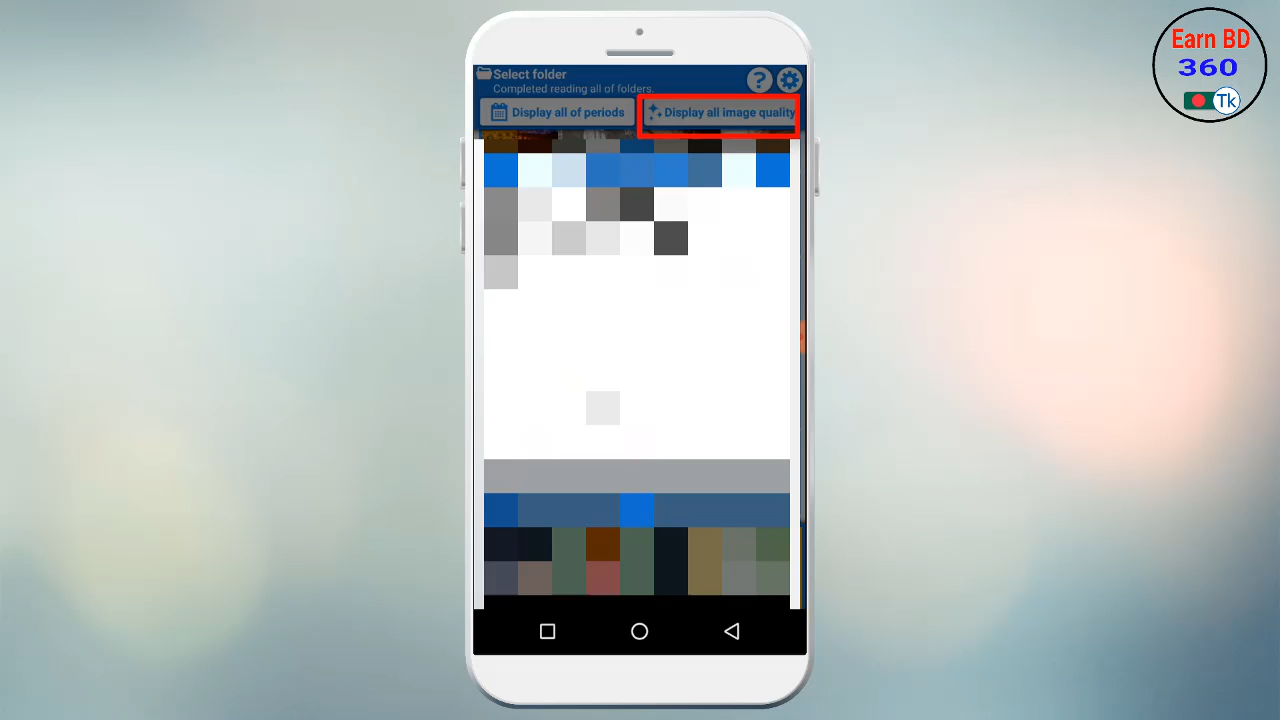 Earn BD
360
Tk
Select folder
Completed reading all of folders.
?
Display all of periods
Display all image quality